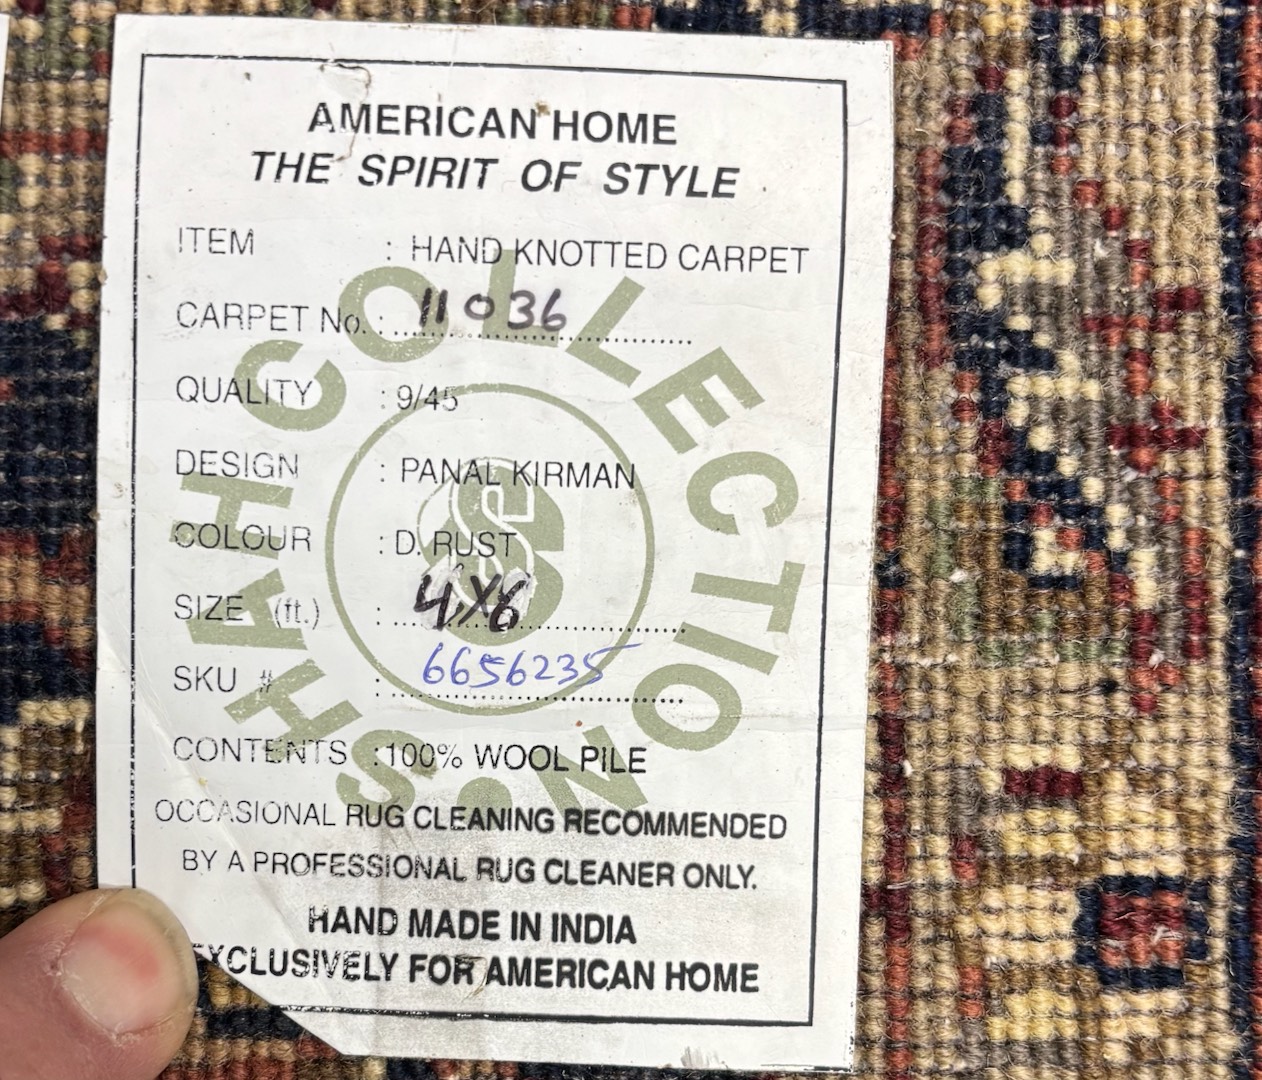 AMERICAN HOME
THE SPIRIT OF STYLE
ITEM : HAND KNOTTED CARPET
CARPET No. : 11036
QUALITY : 9/45
DESIGN : PANAL KIRMAN
COLOUR : D. RUST
SIZE (ft.) : 4X6
SKU # : 6656235
CONTENTS : 100% WOOL PILE
OCCASIONAL RUG CLEANING RECOMMENDED
BY A PROFESSIONAL RUG CLEANER ONLY.
HAND MADE IN INDIA
EXCLUSIVELY FOR AMERICAN HOME
SHAH COLLECTION
S